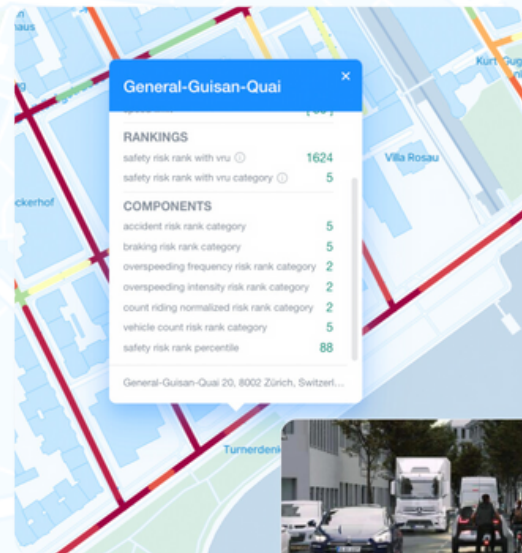 haus
General-Guisan-Quai
×
RANKINGS
safety risk rank with vru ⓘ 1624
safety risk rank with vru category ⓘ 5
COMPONENTS
accident risk rank category 5
braking risk rank category 5
overspeeding frequency risk rank category 2
overspeeding intensity risk rank category 2
count riding normalized risk rank category 2
vehicle count risk rank category 5
safety risk rank percentile 88
General-Guisan-Quai 20, 8002 Zürich, Switzerl...
Kurt-Gug
Villa Rosau
ckerhof
Turnerdenk